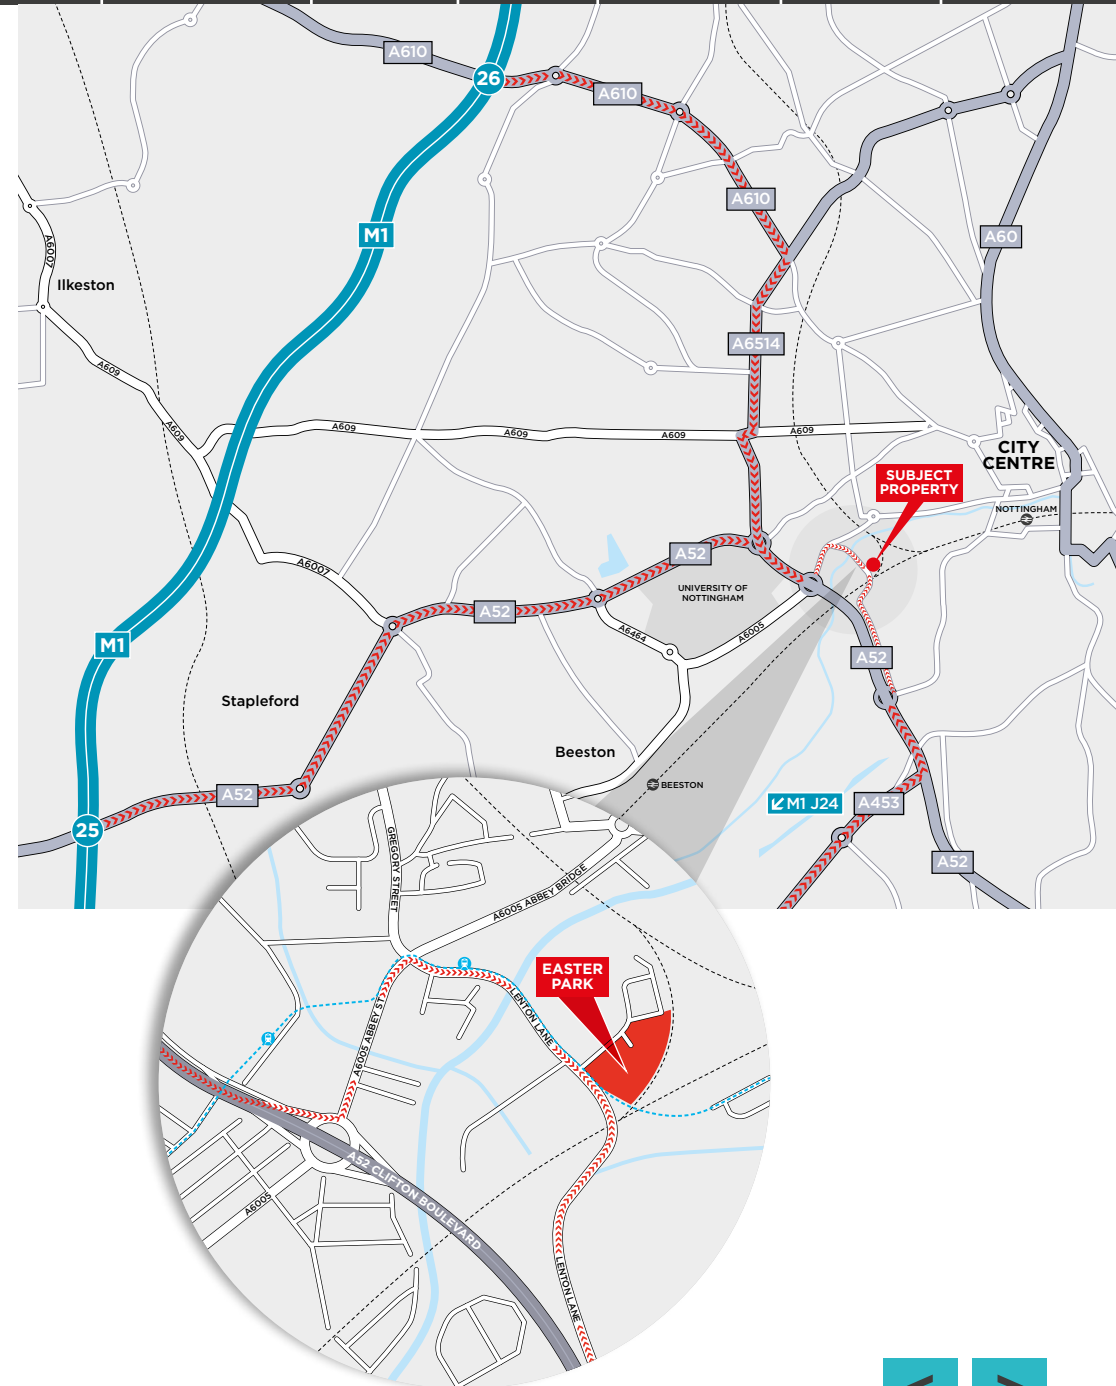 A610
26
A610
A610
M1
A60
A6007
Ilkeston
A6514
A609
A609
A609
A609
A609
A609
CITY
CENTRE
SUBJECT
PROPERTY
NOTTINGHAM
A52
A6007
UNIVERSITY OF
NOTTINGHAM
A52
A6464
A6005
M1
A52
Stapleford
Beeston
BEESTON
A52
M1 J24
A453
25
A52
GREGORY STREET
A6005 ABBEY BRIDGE
EASTER
PARK
LENTON LANE
A6005 ABBEY ST
A52 CLIFTON BOULEVARD
A6005
LENTON LANE